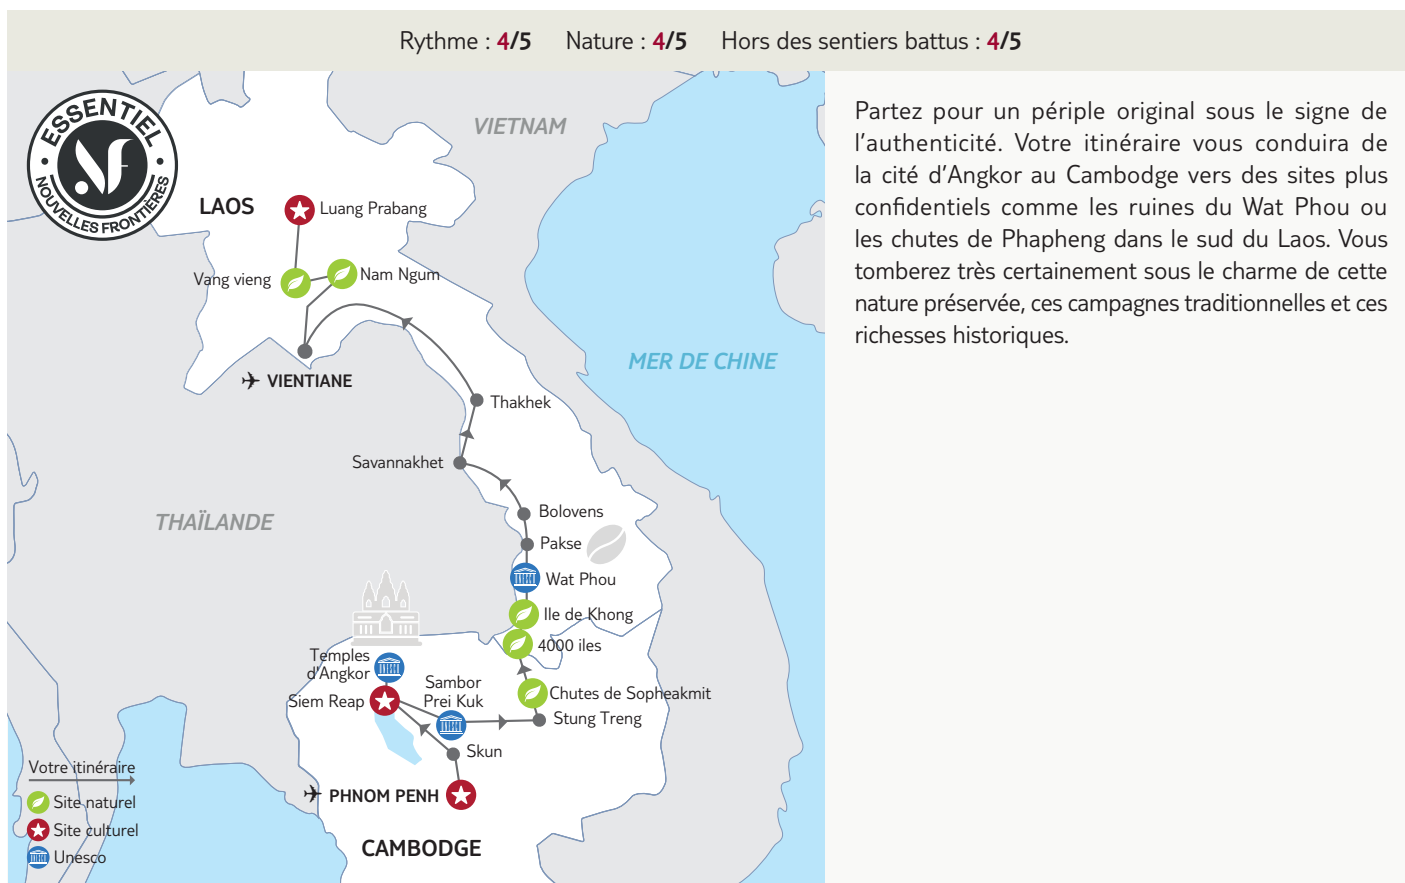 Rythme : 4/5 Nature : 4/5 Hors des sentiers battus : 4/5
ESSENTIEL
NF
NOUVELLES FRONTIÈRES
VIETNAM
LAOS
Luang Prabang
Vang vieng
Nam Ngum
MER DE CHINE
VIENTIANE
Thakhek
Savannakhet
THAÏLANDE
Bolovens
Pakse
Wat Phou
Ile de Khong
4000 iles
Temples
d'Angkor
Siem Reap
Sambor
Prei Kuk
Chutes de Sopheakmit
Stung Treng
Skun
PHNOM PENH
CAMBODGE
Votre itinéraire
Site naturel
Site culturel
Unesco
Partez pour un périple original sous le signe de
l’authenticité. Votre itinéraire vous conduira de
la cité d’Angkor au Cambodge vers des sites plus
confidentiels comme les ruines du Wat Phou ou
les chutes de Phapheng dans le sud du Laos. Vous
tomberez très certainement sous le charme de cette
nature préservée, ces campagnes traditionnelles et ces
richesses historiques.